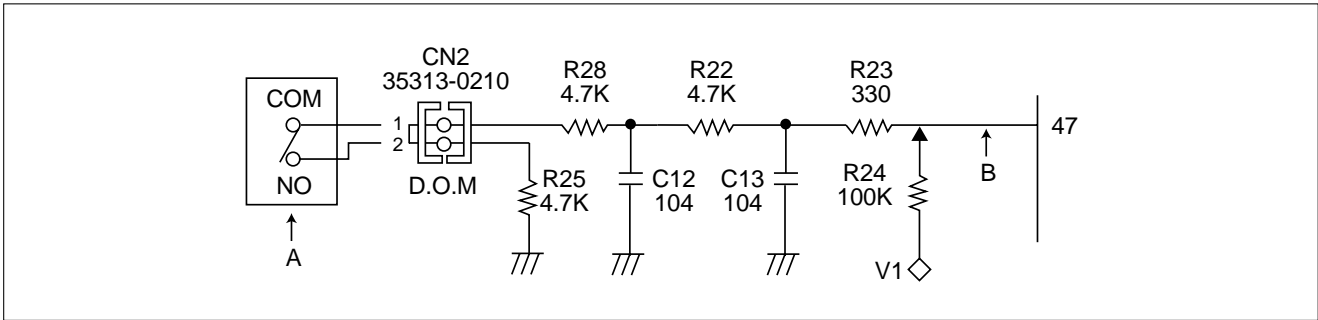 COM
NO
A
CN2
35313-0210
1
2
D.O.M
R28
4.7K
R22
4.7K
R23
330
R25
4.7K
C12
104
C13
104
R24
100K
V1
B
47